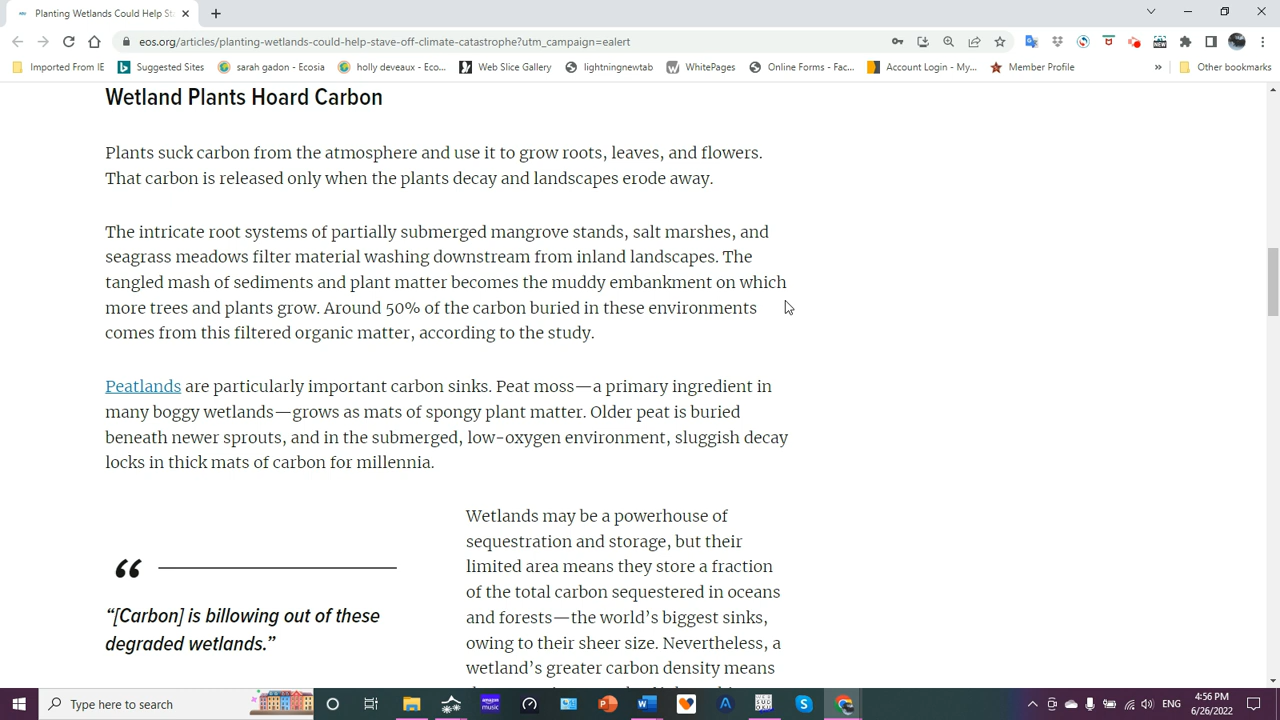 Planting Wetlands Could Help St
eos.org/articles/planting-wetlands-could-help-stave-off-climate-catastrophe?utm_campaign=ealert
Imported From IE
Suggested Sites
sarah gadon - Ecosia
holly deveaux - Eco...
Web Slice Gallery
lightningnewtab
WhitePages
Online Forms - Fac...
Account Login - My...
Member Profile
»
Other bookmarks
Wetland Plants Hoard Carbon
Plants suck carbon from the atmosphere and use it to grow roots, leaves, and flowers.
That carbon is released only when the plants decay and landscapes erode away.
The intricate root systems of partially submerged mangrove stands, salt marshes, and
seagrass meadows filter material washing downstream from inland landscapes. The
tangled mash of sediments and plant matter becomes the muddy embankment on which
more trees and plants grow. Around 50% of the carbon buried in these environments
comes from this filtered organic matter, according to the study.
Peatlands are particularly important carbon sinks. Peat moss—a primary ingredient in
many boggy wetlands—grows as mats of spongy plant matter. Older peat is buried
beneath newer sprouts, and in the submerged, low-oxygen environment, sluggish decay
locks in thick mats of carbon for millennia.
“
“[Carbon] is billowing out of these
degraded wetlands.”
Wetlands may be a powerhouse of
sequestration and storage, but their
limited area means they store a fraction
of the total carbon sequestered in oceans
and forests—the world’s biggest sinks,
owing to their sheer size. Nevertheless, a
wetland’s greater carbon density means
Type here to search
amazon music
ENG
4:56 PM
6/26/2022